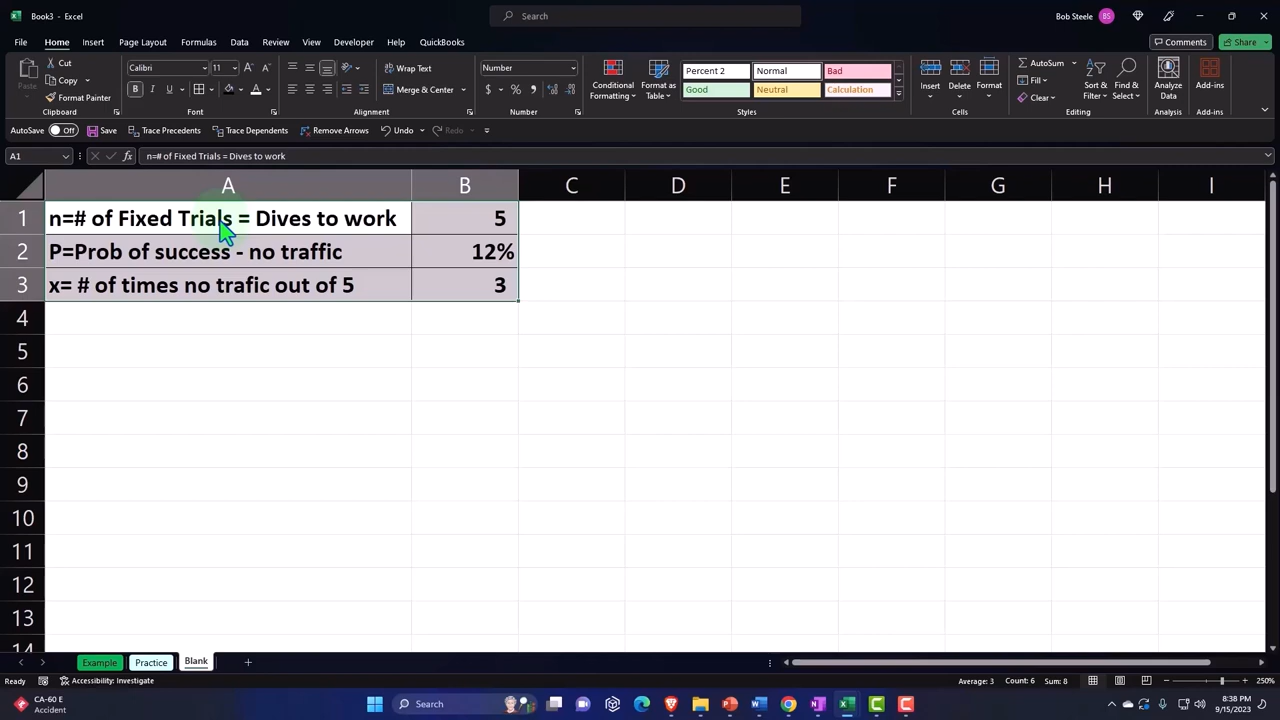 Book3 - Excel
Search
Bob Steele
BS
File Home Insert Page Layout Formulas Data Review View Developer Automate Help QuickBooks
Comments
Share
Cut
Copy
Format Painter
Clipboard
Calibri
11
Font
Wrap Text
Merge & Center
Alignment
Number
Number
Conditional Formatting
Format as Table
Percent 2
Normal
Bad
Good
Neutral
Calculation
Styles
Insert
Delete
Format
Cells
AutoSum
Fill
Clear
Sort & Filter
Find & Select
Editing
Analyze Data
Analysis
Add-ins
Add-ins
AutoSave Off Save Trace Precedents Trace Dependents Remove Arrows Undo Redo
A1
fx
n=# of Fixed Trials = Dives to work
A B C D E F G H I
1 n=# of Fixed Trials = Dives to work 5
2 P=Prob of success - no traffic 12%
3 x= # of times no trafic out of 5 3
4
5
6
7
8
9
10
11
12
13
14
Example Practice Blank
Ready
Accessibility: Investigate
Average: 3 Count: 6 Sum: 8
250%
CA-60 E
Accident
Search
8:38 PM
9/15/2023